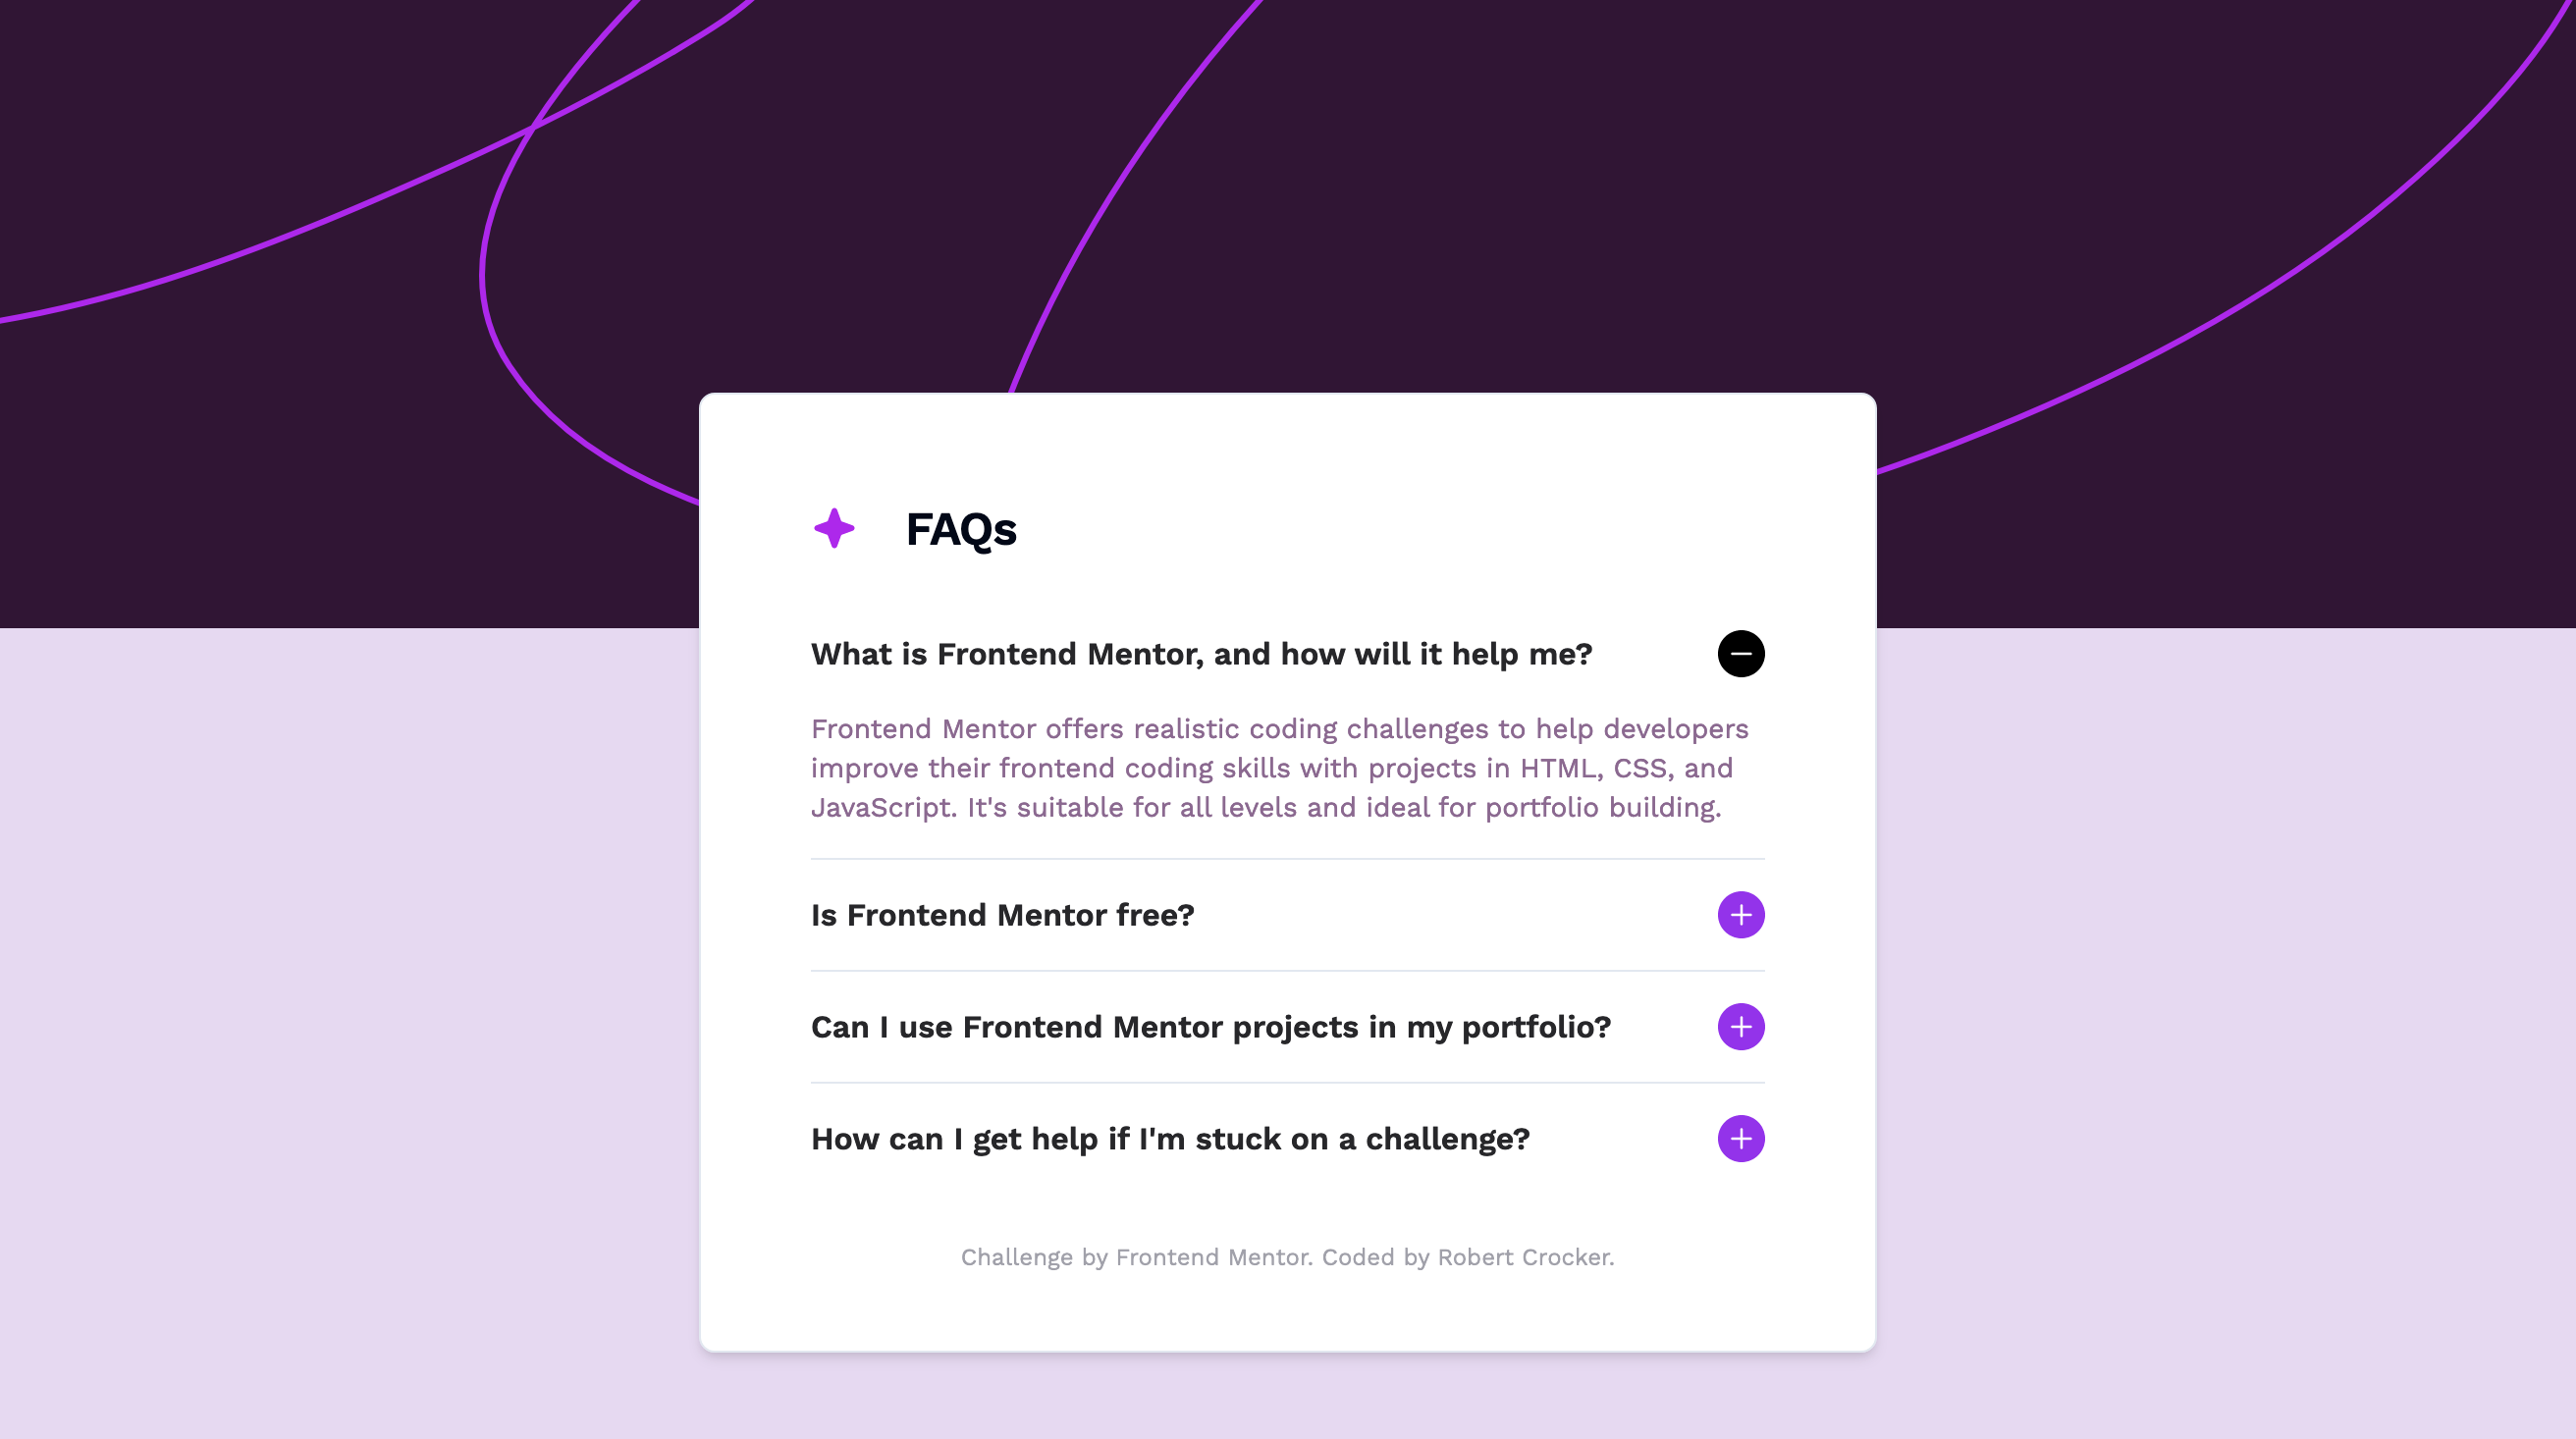 FAQs
What is Frontend Mentor, and how will it help me?
Frontend Mentor offers realistic coding challenges to help developers
improve their frontend coding skills with projects in HTML, CSS, and
JavaScript. It's suitable for all levels and ideal for portfolio building.
Is Frontend Mentor free?
Can I use Frontend Mentor projects in my portfolio?
How can I get help if I'm stuck on a challenge?
Challenge by Frontend Mentor. Coded by Robert Crocker.